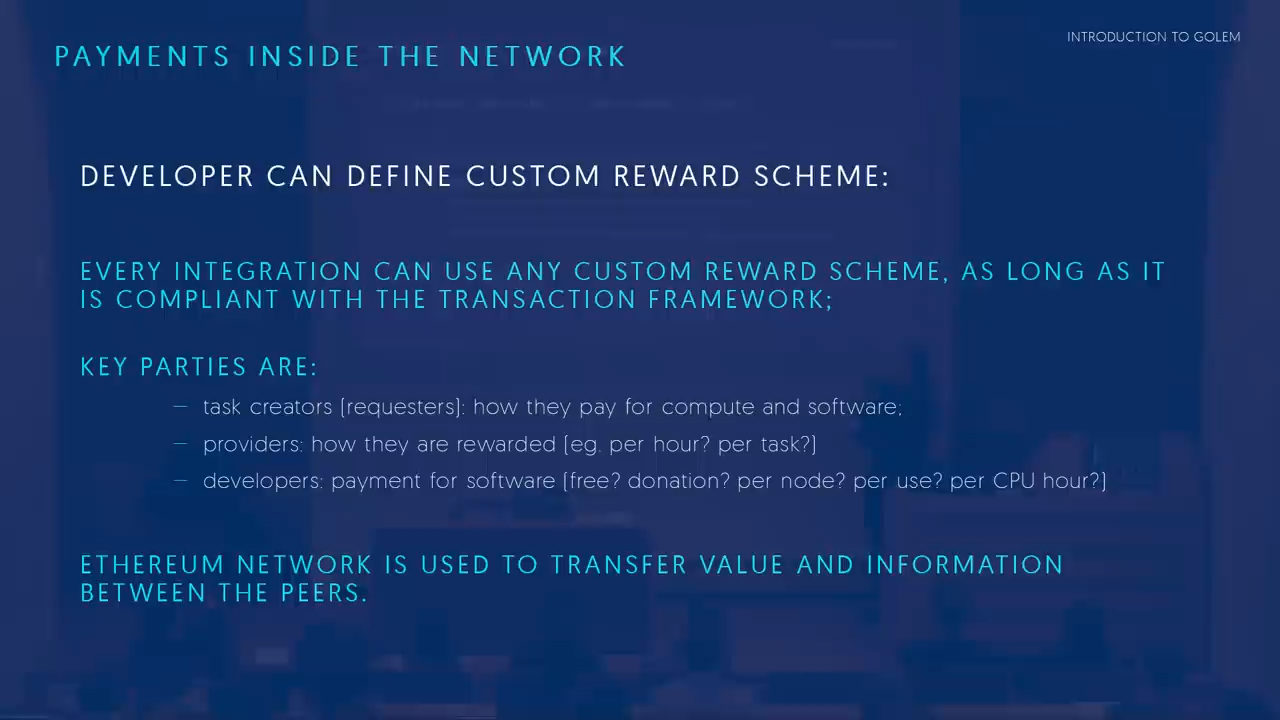 PAYMENTS INSIDE THE NETWORK
INTRODUCTION TO GOLEM
DEVELOPER CAN DEFINE CUSTOM REWARD SCHEME:
EVERY INTEGRATION CAN USE ANY CUSTOM REWARD SCHEME, AS LONG AS IT
IS COMPLIANT WITH THE TRANSACTION FRAMEWORK;
KEY PARTIES ARE:
– task creators (requesters): how they pay for compute and software;
– providers: how they are rewarded (eg. per hour? per task?)
– developers: payment for software (free? donation? per node? per use? per CPU hour?)
ETHEREUM NETWORK IS USED TO TRANSFER VALUE AND INFORMATION
BETWEEN THE PEERS.